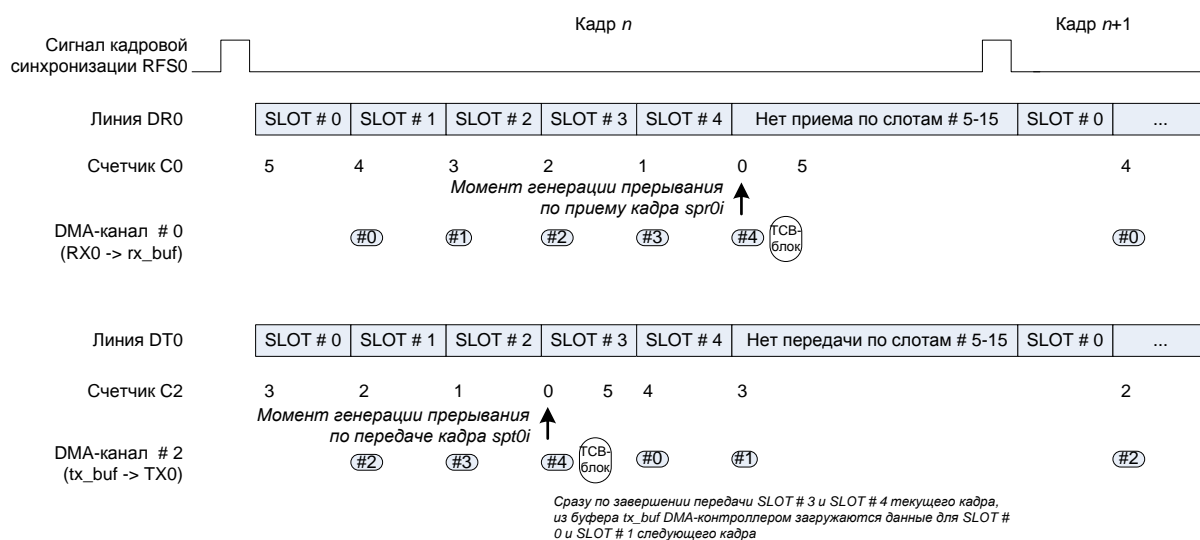 Кадр n
Кадр n+1
Сигнал кадровой
синхронизации RFS0
Линия DR0
SLOT # 0 SLOT # 1 SLOT # 2 SLOT # 3 SLOT # 4 Нет приема по слотам # 5-15 SLOT # 0 ...
Счетчик C0
5 4 3 2 1 0 5 4
Момент генерации прерывания
по приему кадра spr0i
DMA-канал # 0
(RX0 -> rx_buf)
#0 #1 #2 #3 #4
TCB-
блок
#0
Линия DT0
SLOT # 0 SLOT # 1 SLOT # 2 SLOT # 3 SLOT # 4 Нет передачи по слотам # 5-15 SLOT # 0 ...
Счетчик C2
3 2 1 0 5 4 3 2
Момент генерации прерывания
по передаче кадра spt0i
DMA-канал # 2
(tx_buf -> TX0)
#2 #3 #4
TCB-
блок
#0 #1 #2
Сразу по завершении передачи SLOT # 3 и SLOT # 4 текущего кадра,
из буфера tx_buf DMA-контроллером загружаются данные для SLOT #
0 и SLOT # 1 следующего кадра